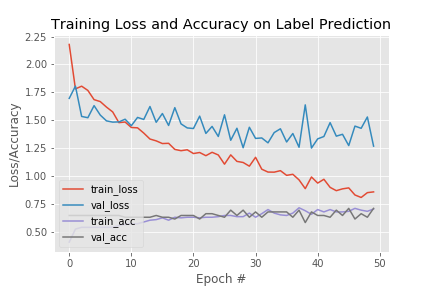 Training Loss and Accuracy on Label Prediction
2.25
2.00
1.75
1.50
1.25
1.00
0.75
0.50
Loss/Accuracy
train_loss
val_loss
train_acc
val_acc
0 10 20 30 40 50
Epoch #